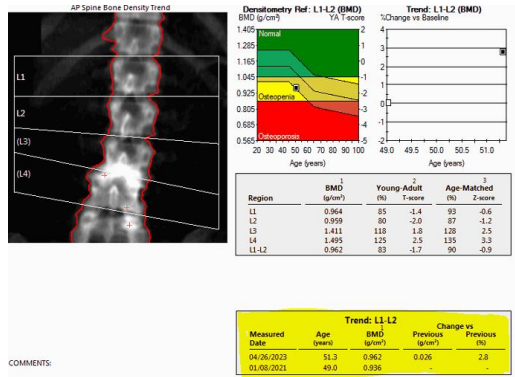 AP Spine Bone Density Trend
L1
L2
(L3)
(L4)
COMMENTS:
Densitometry Ref: L1-L2 (BMD)
BMD (g/cm²) YA T-score
1.405 2
Normal
1.285 1
1.165 0
1.045 -1
0.925 -2
Osteopenia
0.805 -3
0.685 -4
Osteoporosis
0.565 -5
20 30 40 50 60 70 80 90 100
Age (years)
Trend: L1-L2 (BMD)
%Change vs Baseline
4
3
2
1
0
-1
-2
49.0 49.5 50.0 50.5 51.0
Age (years)
1 2 3
BMD Young-Adult Age-Matched
Region (g/cm²) (%) T-score (%) Z-score
L1 0.964 85 -1.4 93 -0.6
L2 0.959 80 -2.0 87 -1.2
L3 1.411 118 1.8 128 2.5
L4 1.495 125 2.5 135 3.3
L1-L2 0.962 83 -1.7 90 -0.9
Trend: L1-L2
1 Change vs
Measured Age BMD Previous Previous
Date (years) (g/cm²) (g/cm²) (%)
04/26/2023 51.3 0.962 0.026 2.8
01/08/2021 49.0 0.936 - -